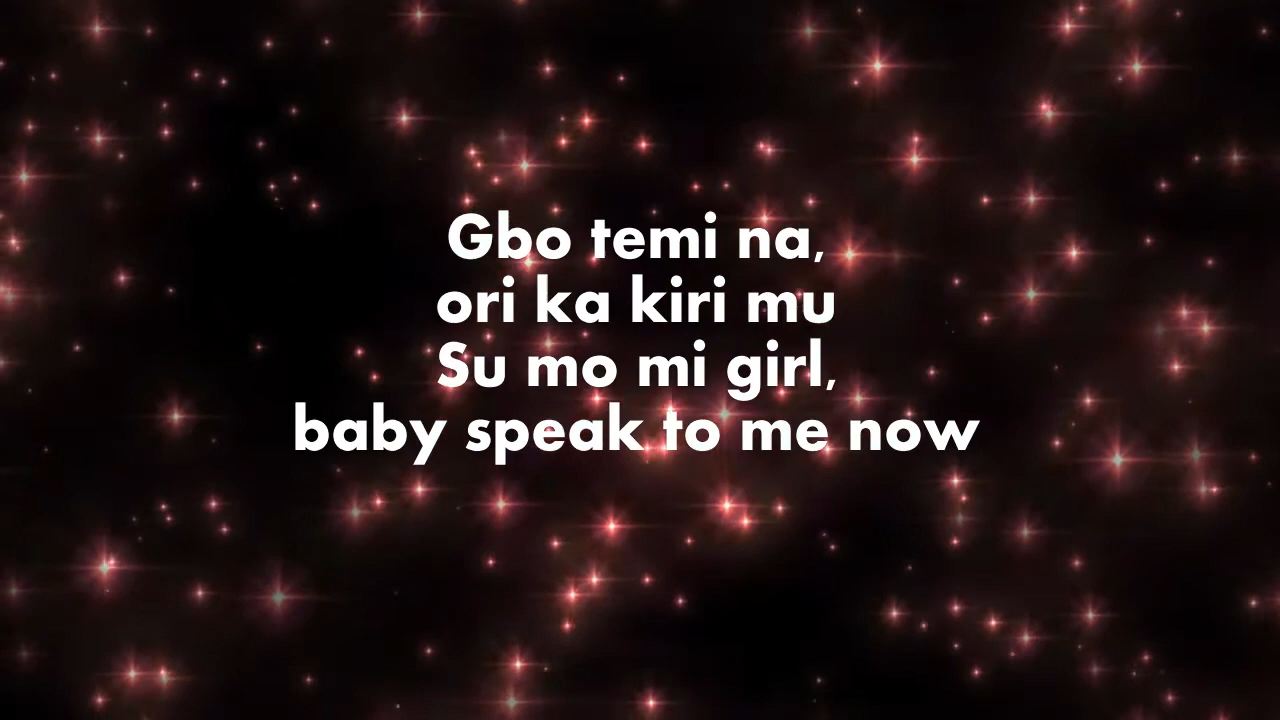 Gbo temi na,
ori ka kiri mu
Su mo mi girl,
baby speak to me now